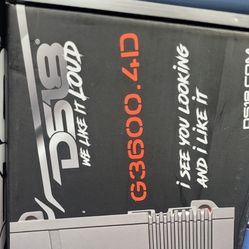 DS18
WE LIKE IT LOUD
G3600.4D
i SEE YOU LOOKING
AND i LIKE IT
DS18.COM